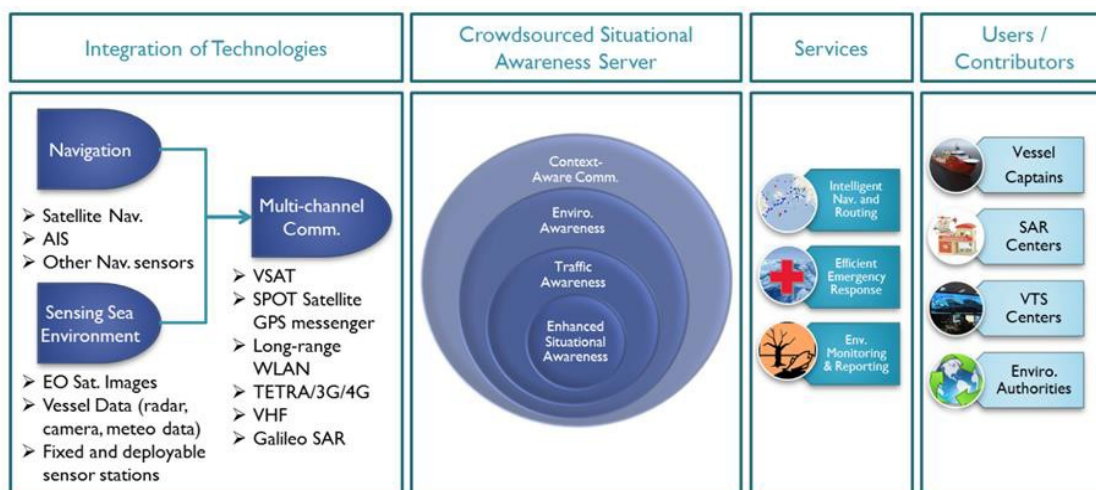 Integration of Technologies
Crowdsourced Situational
Awareness Server
Services
Users /
Contributors
Navigation
➢ Satellite Nav.
➢ AIS
➢ Other Nav. sensors
Sensing Sea
Environment
➢ EO Sat. Images
➢ Vessel Data (radar,
camera, meteo data)
➢ Fixed and deployable
sensor stations
Multi-channel
Comm.
➢ VSAT
➢ SPOT Satellite
GPS messenger
➢ Long-range
WLAN
➢ TETRA/3G/4G
➢ VHF
➢ Galileo SAR
Context-
Aware Comm.
Enviro.
Awareness
Traffic
Awareness
Enhanced
Situational
Awareness
Intelligent
Nav. and
Routing
Efficient
Emergency
Response
Env.
Monitoring
& Reporting
Vessel
Captains
SAR
Centers
VTS
Centers
Enviro.
Authorities